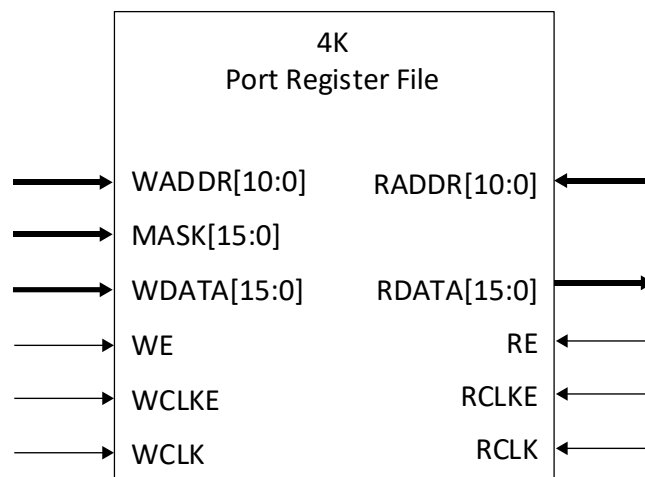 4K
Port Register File
WADDR[10:0] RADDR[10:0]
MASK[15:0]
WDATA[15:0] RDATA[15:0]
WE RE
WCLKE RCLKE
WCLK RCLK